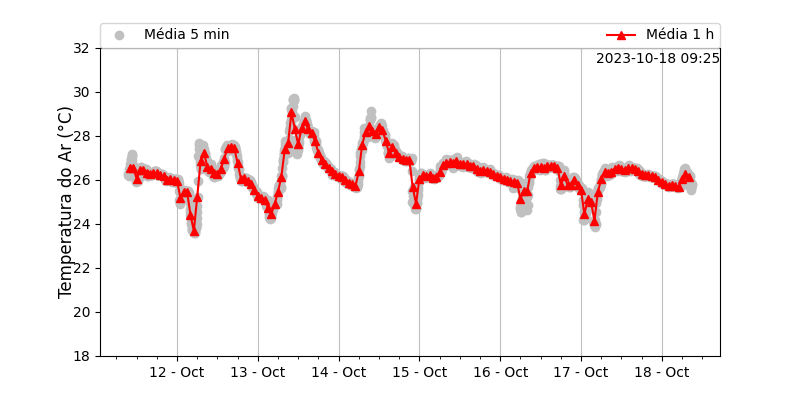 Média 5 min
Média 1 h
2023-10-18 09:25
Temperatura do Ar (°C)
32
30
28
26
24
22
20
18
12 - Oct
13 - Oct
14 - Oct
15 - Oct
16 - Oct
17 - Oct
18 - Oct